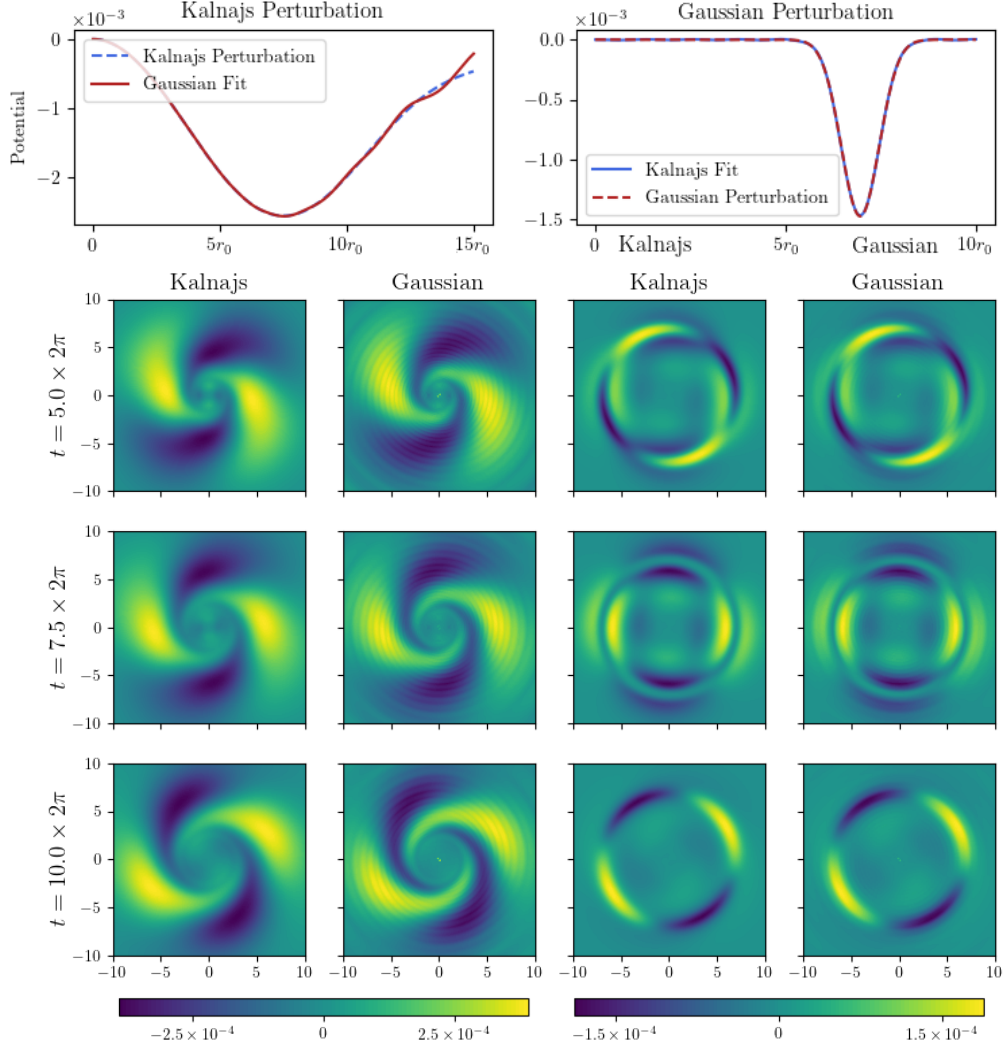 Kalnajs Perturbation
Gaussian Perturbation
×10−3
×10−3
0
−1
−2
Potential
Kalnajs Perturbation
Gaussian Fit
0
5r0
10r0
15r0
0.0
−0.5
−1.0
−1.5
Kalnajs Fit
Gaussian Perturbation
0
5r0
10r0
Kalnajs
Gaussian
Kalnajs
Gaussian
Kalnajs
Gaussian
t = 5.0 × 2π
10
5
0
−5
−10
t = 7.5 × 2π
10
5
0
−5
−10
t = 10.0 × 2π
10
5
0
−5
−10
−10 −5 0 5 10
−5 0 5 10
−10 −5 0 5 10
−5 0 5 10
−2.5 × 10−4 0 2.5 × 10−4
−1.5 × 10−4 0 1.5 × 10−4